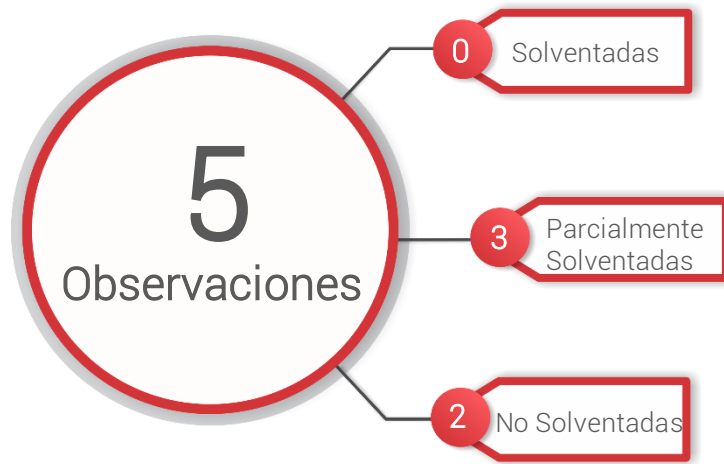 5
Observaciones
0
Solventadas
3
Parcialmente
Solventadas
2
No Solventadas